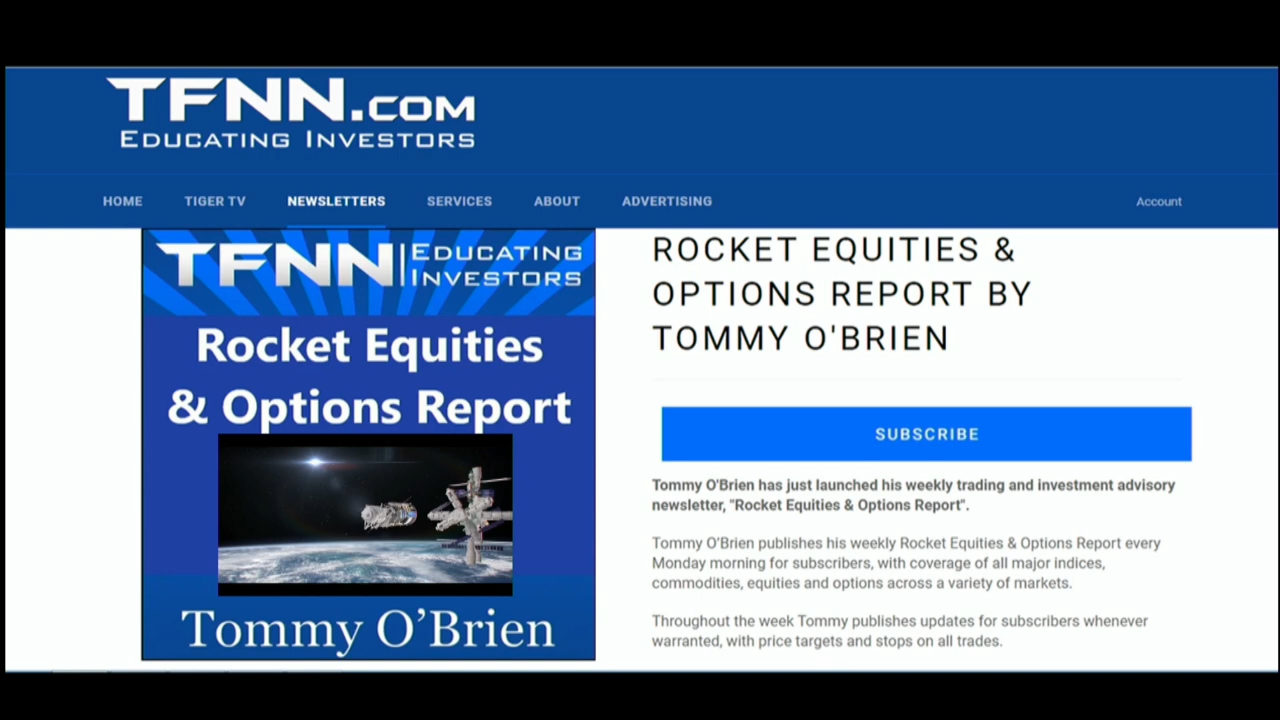 TFNN.COM
EDUCATING INVESTORS
HOME TIGER TV NEWSLETTERS SERVICES ABOUT ADVERTISING Account
TFNN EDUCATING
INVESTORS
Rocket Equities
& Options Report
Tommy O’Brien
ROCKET EQUITIES &
OPTIONS REPORT BY
TOMMY O'BRIEN
SUBSCRIBE
Tommy O'Brien has just launched his weekly trading and investment advisory
newsletter, "Rocket Equities & Options Report".
Tommy O’Brien publishes his weekly Rocket Equities & Options Report every
Monday morning for subscribers, with coverage of all major indices,
commodities, equities and options across a variety of markets.
Throughout the week Tommy publishes updates for subscribers whenever
warranted, with price targets and stops on all trades.